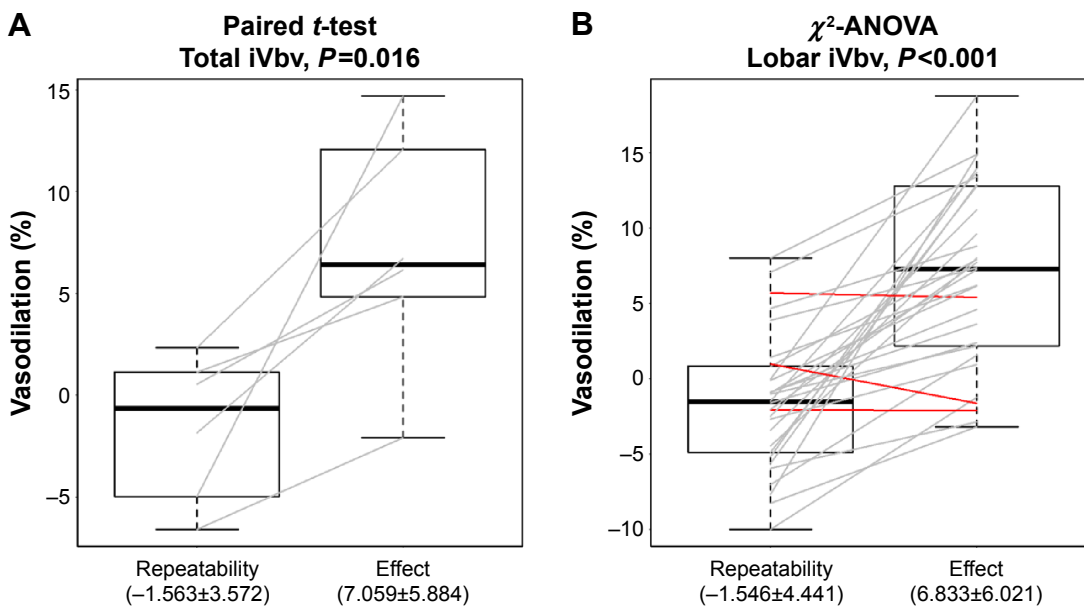 A
Paired t-test
Total iVbv, P=0.016
Vasodilation (%)
15
10
5
0
–5
Repeatability
(–1.563±3.572)
Effect
(7.059±5.884)
B
χ²-ANOVA
Lobar iVbv, P<0.001
Vasodilation (%)
15
10
5
0
–5
–10
Repeatability
(–1.546±4.441)
Effect
(6.833±6.021)